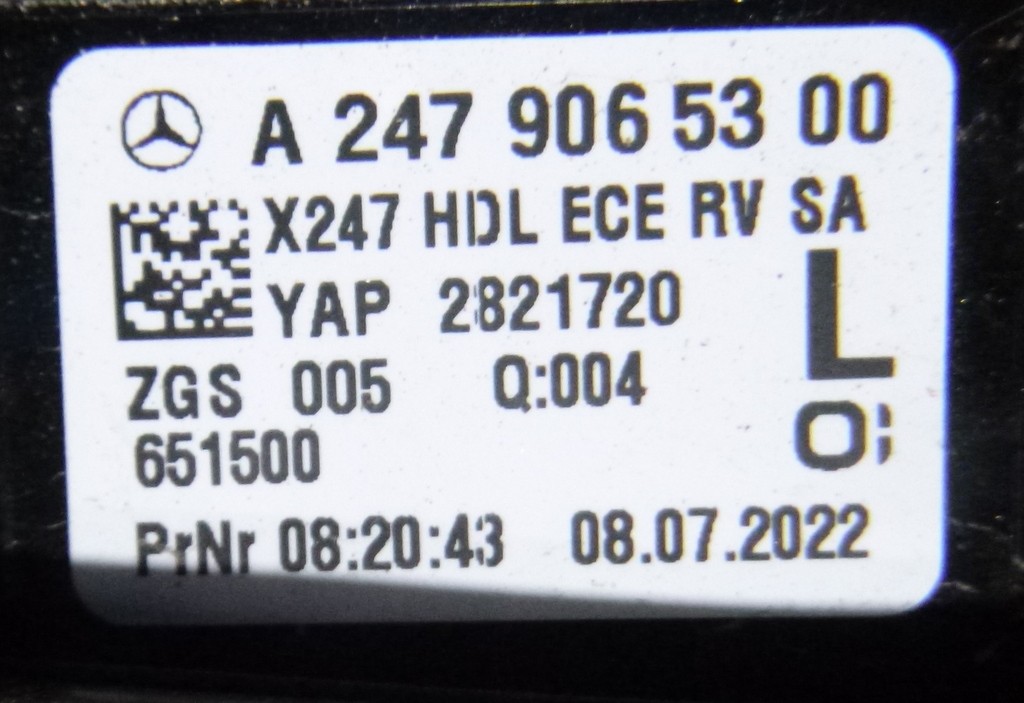 A 247 906 53 00
X247 HDL ECE RV SA
YAP 2821720
L
ZGS 005 Q:004
651500
PrNr 08:20:43 08.07.2022